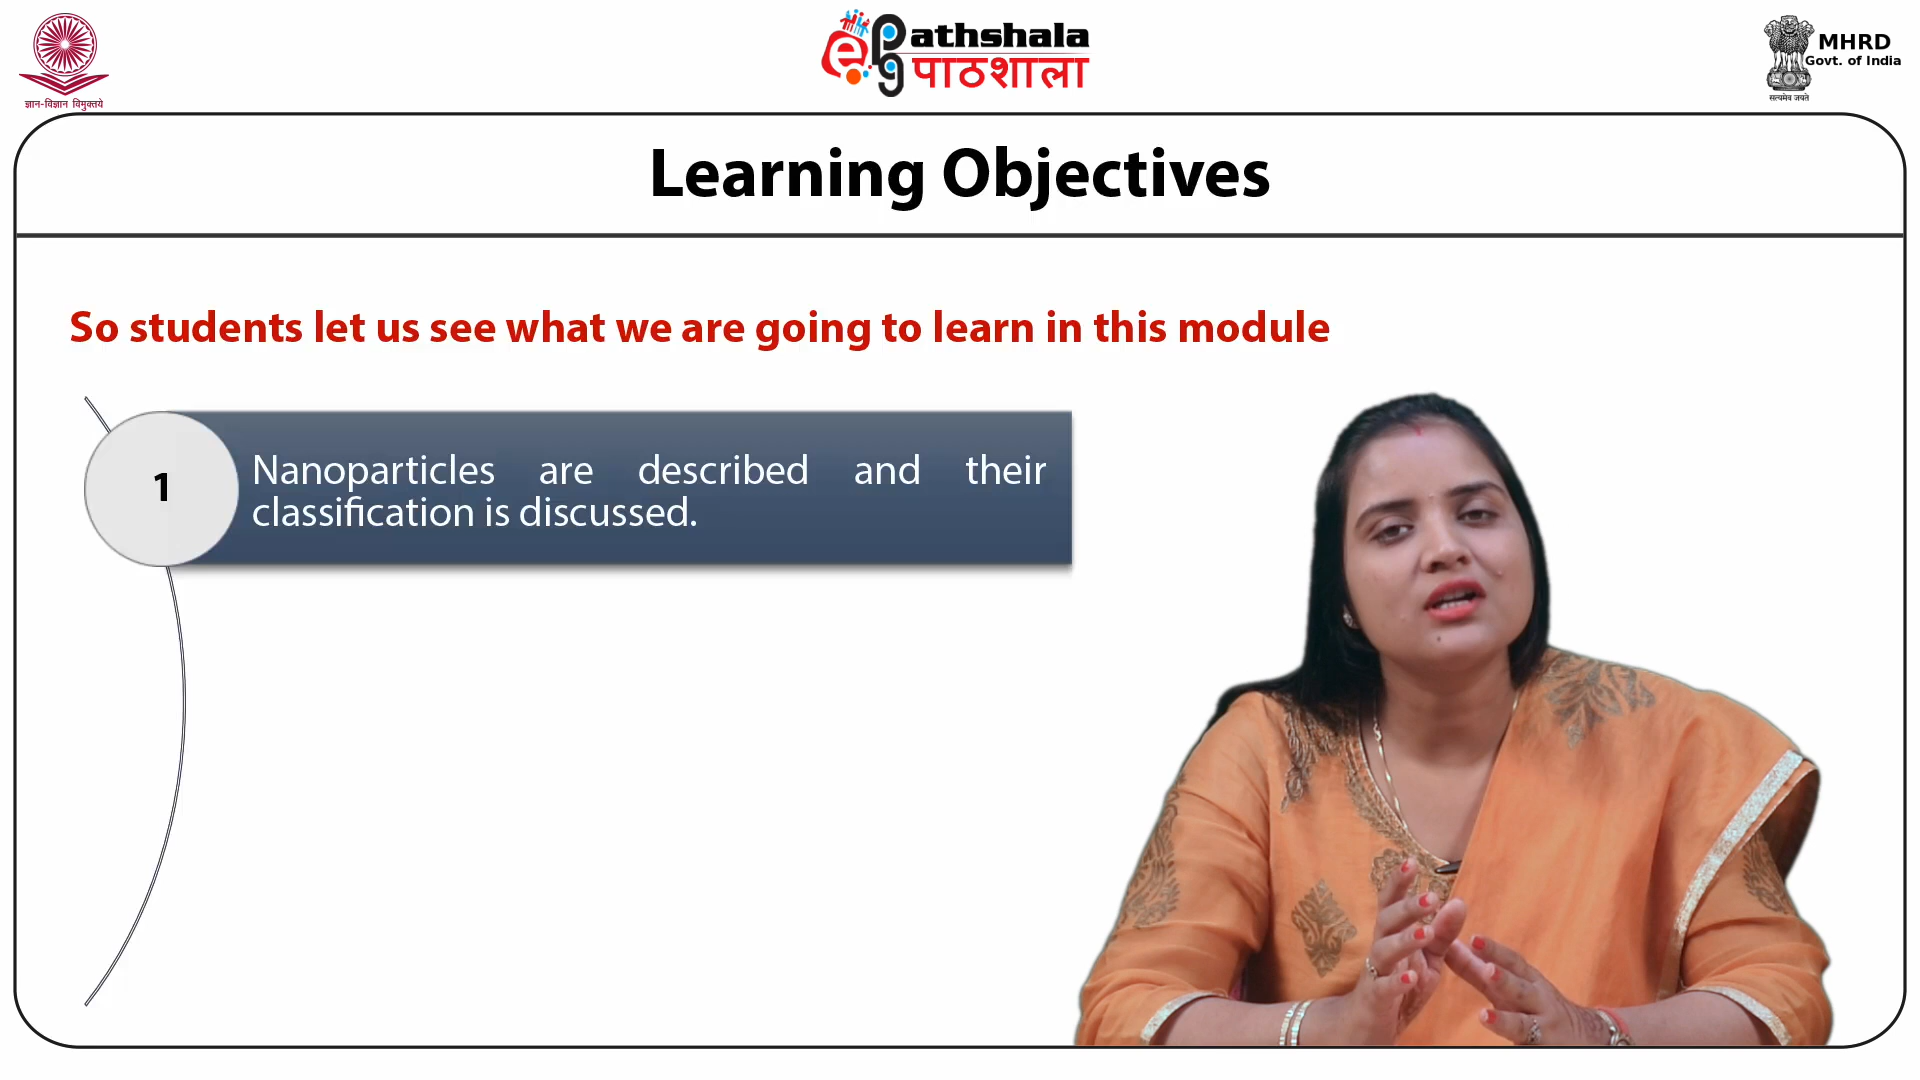 ज्ञान-विज्ञान विमुक्तये
ePathshala
पाठशाला
MHRD
Govt. of India
सत्यमेव जयते
Learning Objectives
So students let us see what we are going to learn in this module
1
Nanoparticles are described and their
classification is discussed.